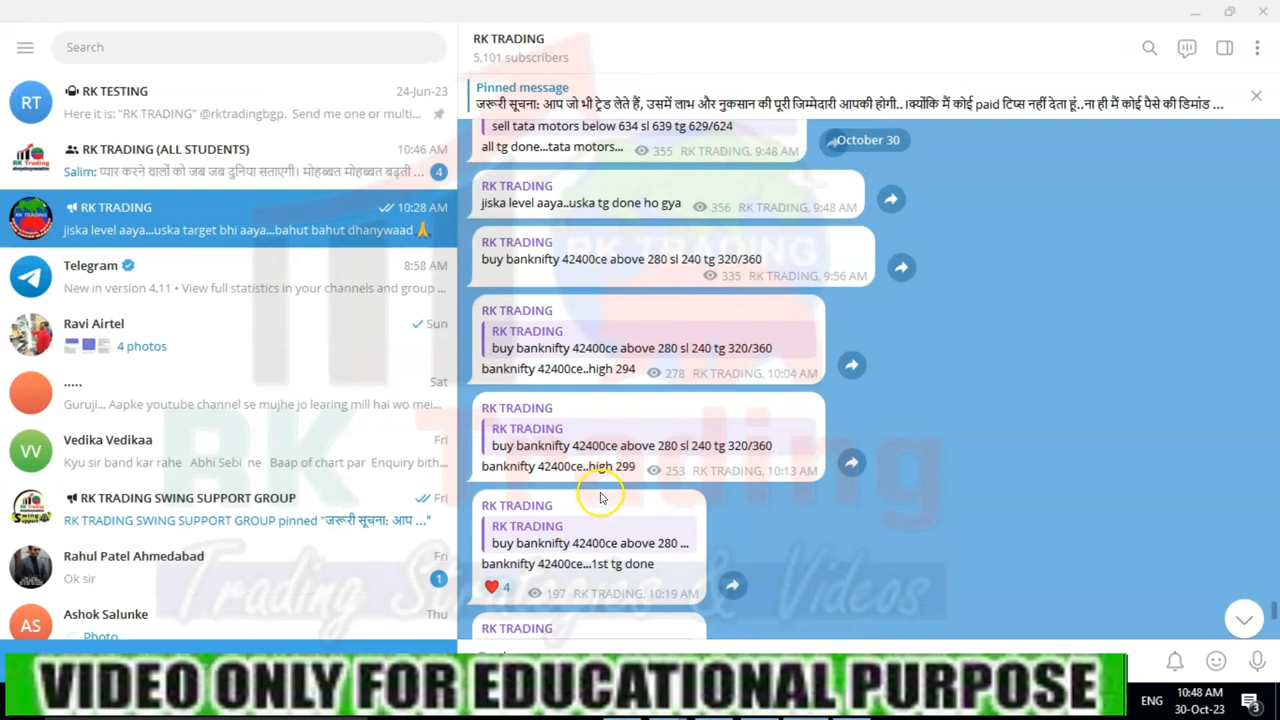 Search
RT
RK TESTING
24-Jun-23
Here it is: "RK TRADING" @rktradingbgp. Send me one or multi...
RK TRADING (ALL STUDENTS)
10:46 AM
Salim: प्यार करने वालों को जब जब दुनिया सताएगी। मोहब्बत मोहब्बत बढ़ती ...
4
RK TRADING
10:28 AM
jiska level aaya...uska target bhi aaya...bahut bahut dhanywaad🙏
Telegram
8:58 AM
New in version 4.11 • View full statistics in your channels and group ...
Ravi Airtel
Sun
4 photos
.....
Sat
Guruji... Aapke youtube channel se mujhe jo learing mill hai wo mei...
VV
Vedika Vedikaa
Fri
Kyu sir band kar rahe Abhi Sebi ne Baap of chart par Enquiry bith...
RK TRADING SWING SUPPORT GROUP
Fri
RK TRADING SWING SUPPORT GROUP pinned "जरूरी सूचना: आप ..."
Rahul Patel Ahmedabad
Fri
Ok sir
1
AS
Ashok Salunke
Thu
Photo
RK TRADING
5,101 subscribers
Pinned message
जरूरी सूचना: आप जो भी ट्रेड लेते हैं, उसमें लाभ और नुकसान की पूरी जिम्मेदारी आपकी होगी.. ।क्योंकि मैं कोई paid टिप्स नहीं देता हूं..ना ही मैं कोई पैसे की डिमांड ...
October 30
sell tata motors below 634 sl 639 tg 629/624
all tg done...tata motors...
355 RK TRADING, 9:48 AM
RK TRADING
jiska level aaya..uska tg done ho gya
356 RK TRADING, 9:48 AM
RK TRADING
buy banknifty 42400ce above 280 sl 240 tg 320/360
335 RK TRADING, 9:56 AM
RK TRADING
RK TRADING
buy banknifty 42400ce above 280 sl 240 tg 320/360
banknifty 42400ce..high 294
278 RK TRADING, 10:04 AM
RK TRADING
RK TRADING
buy banknifty 42400ce above 280 sl 240 tg 320/360
banknifty 42400ce..high 299
253 RK TRADING, 10:13 AM
RK TRADING
RK TRADING
buy banknifty 42400ce above 280 ...
banknifty 42400ce...1st tg done
❤ 4
197 RK TRADING, 10:19 AM
RK TRADING
RK TRADING
RK Trading
Trading Strategies & Videos
VIDEO ONLY FOR EDUCATIONAL PURPOSE
ENG
10:48 AM
30-Oct-23
3